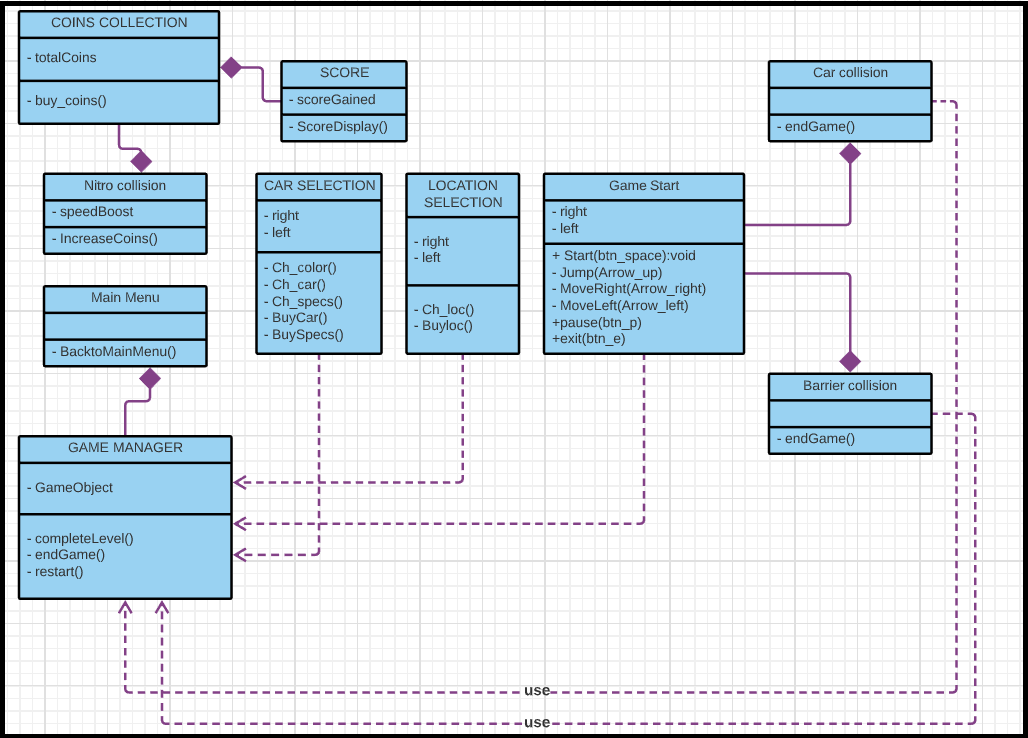 COINS COLLECTION
- totalCoins
- buy_coins()
SCORE
- scoreGained
- ScoreDisplay()
Car collision
- endGame()
Nitro collision
- speedBoost
- IncreaseCoins()
CAR SELECTION
- right
- left
- Ch_color()
- Ch_car()
- Ch_specs()
- BuyCar()
- BuySpecs()
LOCATION
SELECTION
- right
- left
- Ch_loc()
- Buyloc()
Game Start
- right
- left
+ Start(btn_space):void
- Jump(Arrow_up)
- MoveRight(Arrow_right)
- MoveLeft(Arrow_left)
+pause(btn_p)
+exit(btn_e)
Main Menu
- BacktoMainMenu()
Barrier collision
- endGame()
GAME MANAGER
- GameObject
- completeLevel()
- endGame()
- restart()
use
use